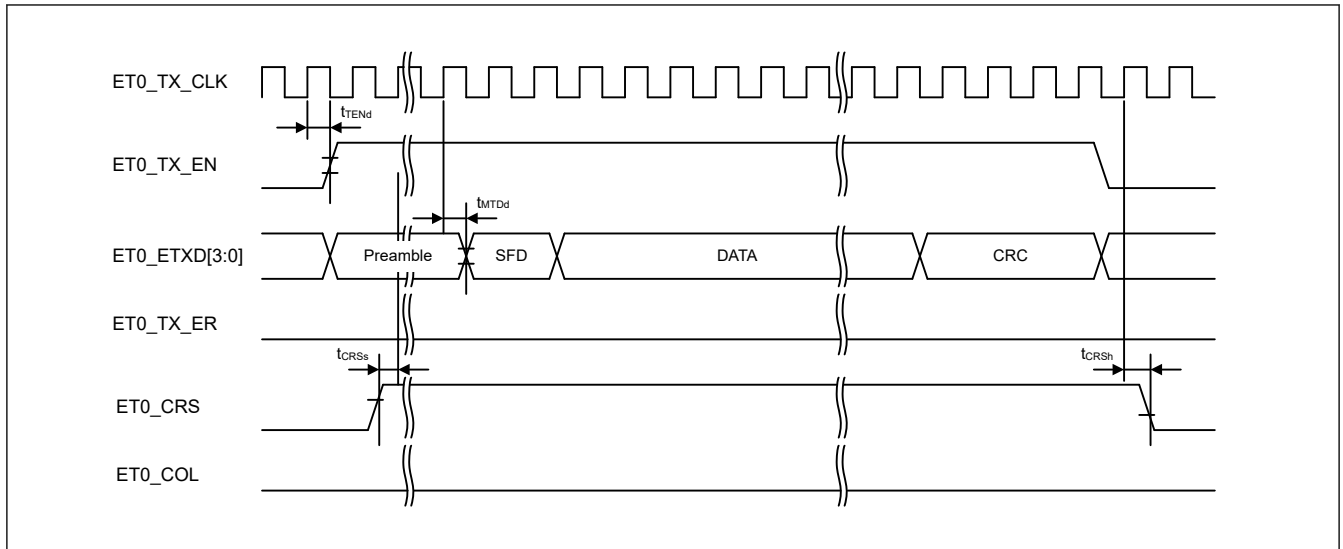 ET0_TX_CLK
tTENd
ET0_TX_EN
tMTDd
ET0_ETXD[3:0]
Preamble SFD DATA CRC
ET0_TX_ER
tCRSs tCRSh
ET0_CRS
ET0_COL